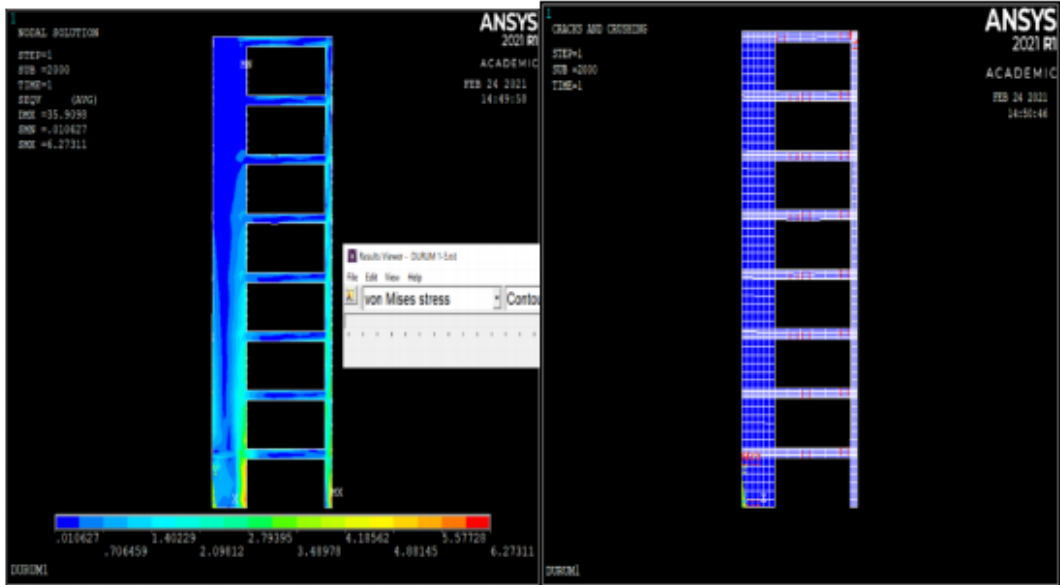 1
NODAL SOLUTION
STEP=1
SUB =2000
TIME=1
SEQV (AVG)
DMX =35.9098
SMN =.010627
SMX =6.27311
ANSYS
2021 R1
ACADEMIC
FEB 24 2021
14:49:58
MN
MX
Results Viewer - DURUM 1-3.rst
File Edit View Help
von Mises stress
Contou
.010627 1.40229 2.79395 4.18562 5.57728
.706459 2.09812 3.48978 4.88145 6.27311
DURUM1
1
CRACKS AND CRUSHING
STEP=1
SUB =2000
TIME=1
ANSYS
2021 R1
ACADEMIC
FEB 24 2021
14:50:46
DURUM1